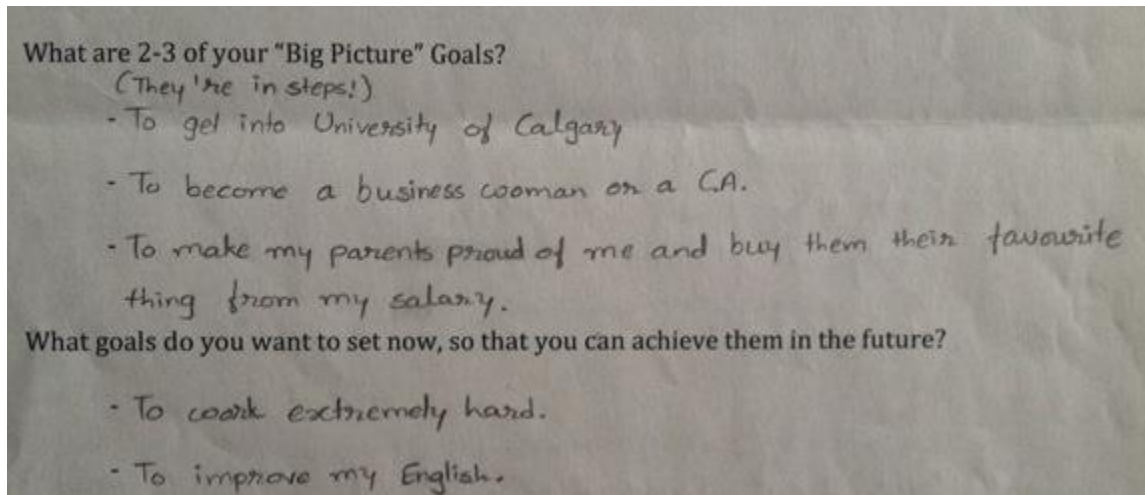 What are 2-3 of your "Big Picture" Goals?
(They're in steps!)
- To get into University of Calgary
- To become a business wooman or a C.A.
- To make my parents proud of me and buy them their favourite
thing from my salary.
What goals do you want to set now, so that you can achieve them in the future?
- To work extremely hard.
- To improve my English.